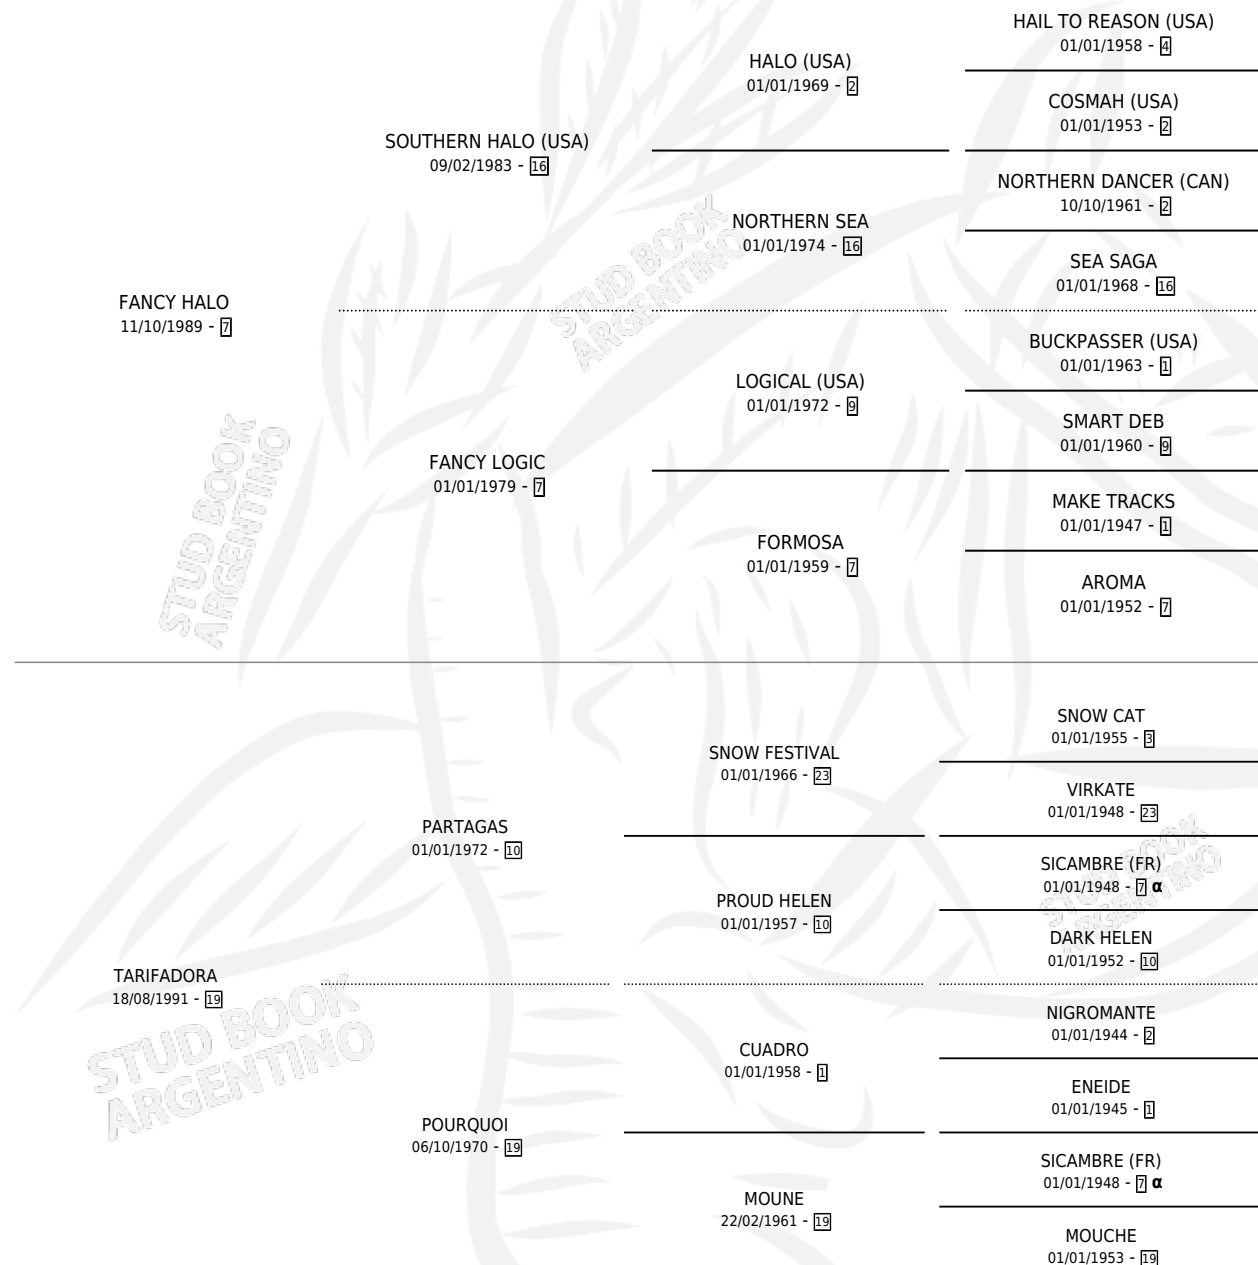 HAIL TO REASON (USA)
01/01/1958 - 4
HALO (USA)
01/01/1969 - 2
COSMAH (USA)
01/01/1953 - 2
SOUTHERN HALO (USA)
09/02/1983 - 16
NORTHERN DANCER (CAN)
10/10/1961 - 2
NORTHERN SEA
01/01/1974 - 16
SEA SAGA
01/01/1968 - 16
FANCY HALO
11/10/1989 - 7
BUCKPASSER (USA)
01/01/1963 - 1
LOGICAL (USA)
01/01/1972 - 9
SMART DEB
01/01/1960 - 9
FANCY LOGIC
01/01/1979 - 7
MAKE TRACKS
01/01/1947 - 1
FORMOSA
01/01/1959 - 7
AROMA
01/01/1952 - 7
SNOW CAT
01/01/1955 - 3
SNOW FESTIVAL
01/01/1966 - 23
VIRKATE
01/01/1948 - 23
PARTAGAS
01/01/1972 - 10
SICAMBRE (FR)
01/01/1948 - 7 α
PROUD HELEN
01/01/1957 - 10
DARK HELEN
01/01/1952 - 10
TARIFADORA
18/08/1991 - 19
NIGROMANTE
01/01/1944 - 2
CUADRO
01/01/1958 - 1
ENEIDE
01/01/1945 - 1
POURQUOI
06/10/1970 - 19
SICAMBRE (FR)
01/01/1948 - 7 α
MOUNE
22/02/1961 - 19
MOUCHE
01/01/1953 - 19
STUD BOOK
ARGENTINO
STUD BOOK
ARGENTINO
STUD BOOK
ARGENTINO
STUD BOOK
ARGENTINO